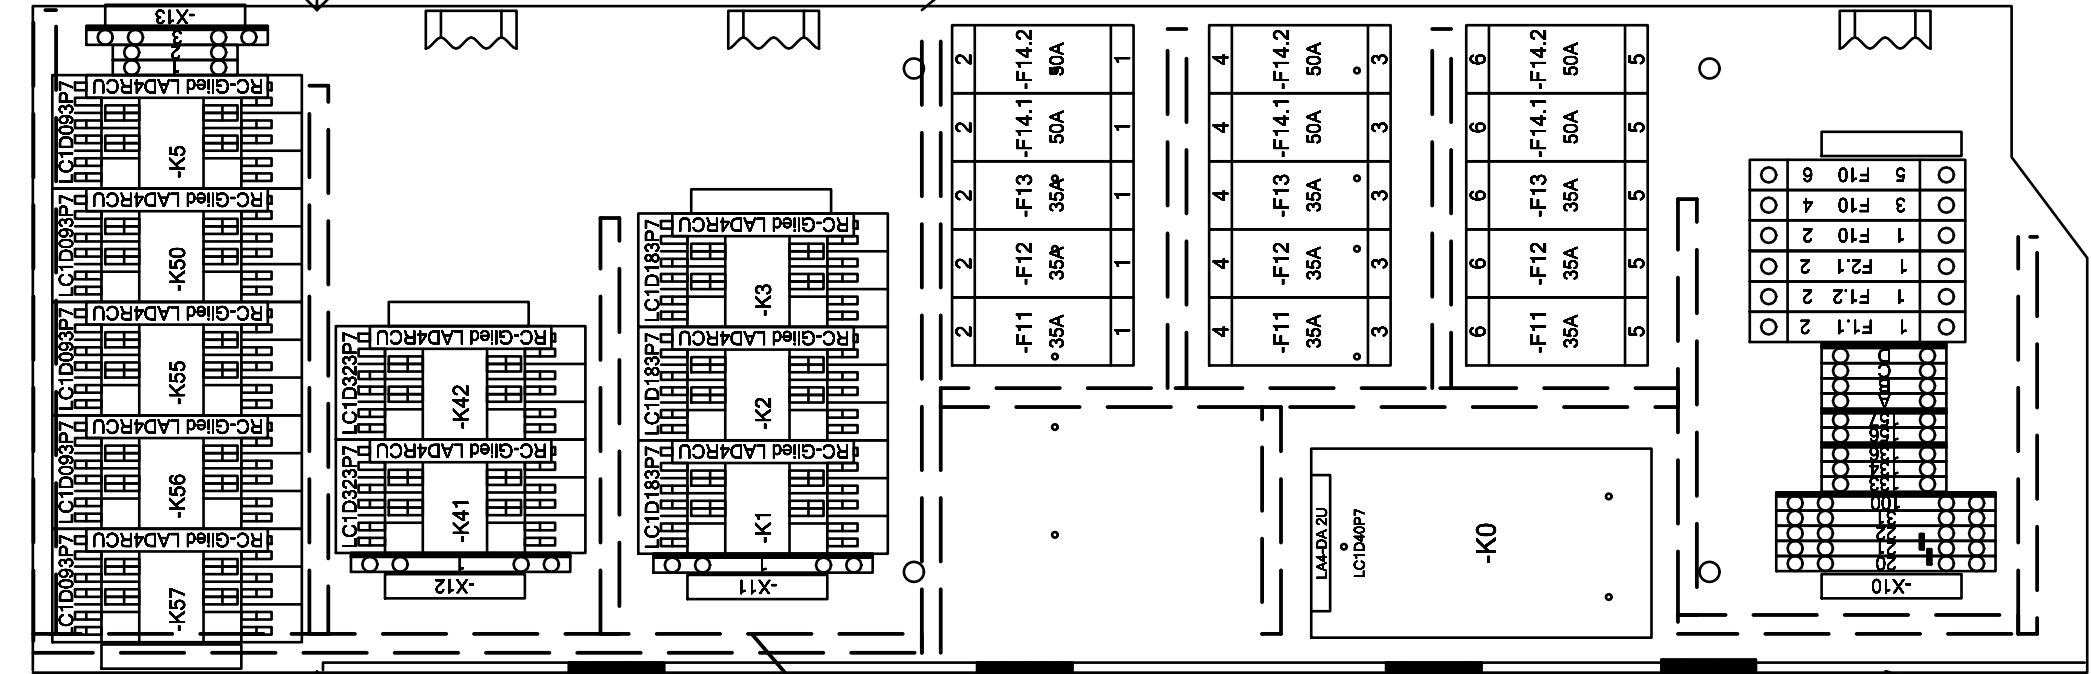 -X13
3
2
1
RC-Glied LAD4RCU
LC1D093P7
-K5
RC-Glied LAD4RCU
LC1D093P7
-K50
RC-Glied LAD4RCU
LC1D093P7
-K55
RC-Glied LAD4RCU
LC1D093P7
-K56
RC-Glied LAD4RCU
LC1D093P7
-K57
RC-Glied LAD4RCU
LC1D323P7
-K42
RC-Glied LAD4RCU
LC1D323P7
-K41
1
-X12
RC-Glied LAD4RCU
LC1D183P7
-K3
RC-Glied LAD4RCU
LC1D183P7
-K2
RC-Glied LAD4RCU
LC1D183P7
-K1
1
-X11
2 -F14.2 50A 1
2 -F14.1 50A 1
2 -F13 35A 1
2 -F12 35A 1
2 -F11 35A 1
4 -F14.2 50A 3
4 -F14.1 50A 3
4 -F13 35A 3
4 -F12 35A 3
4 -F11 35A 3
6 -F14.2 50A 5
6 -F14.1 50A 5
6 -F13 35A 5
6 -F12 35A 5
6 -F11 35A 5
LA4-DA 2U
LC1D40P7
-K0
5 F10 6
3 F10 4
1 F10 2
1 F2.1 2
1 F1.2 2
1 F1.1 2
-X10